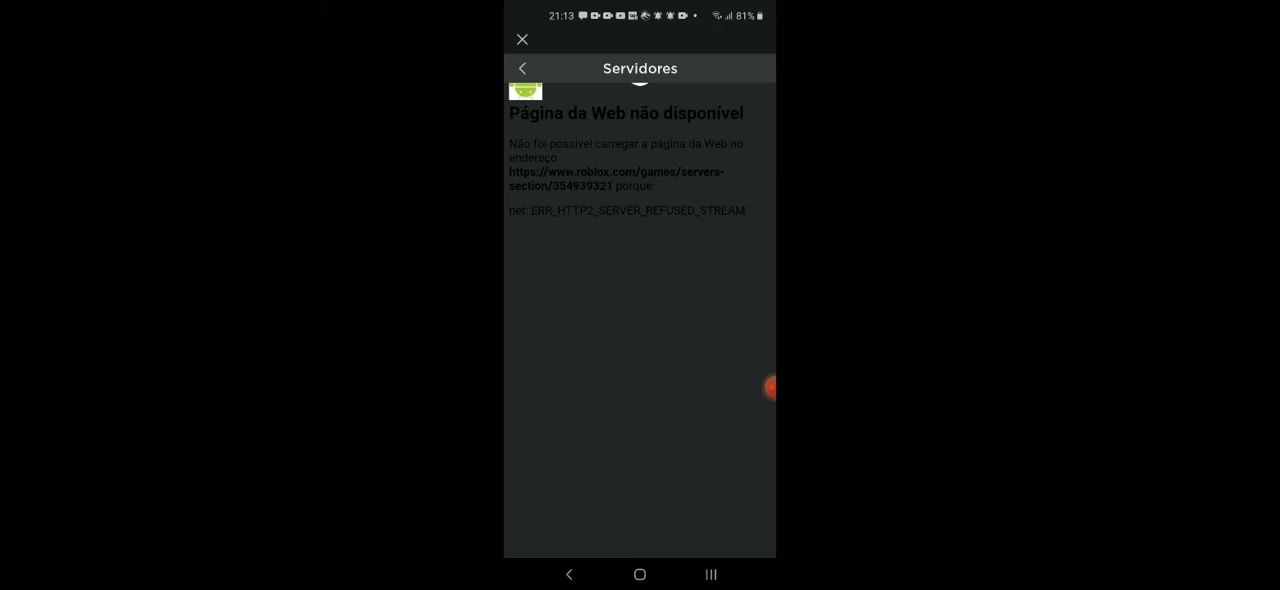 21:13 81%
Servidores
Página da Web não disponível
Não foi possível carregar a página da Web no
endereço
https://www.roblox.com/games/servers-
section/354939321 porque:
net::ERR_HTTP2_SERVER_REFUSED_STREAM